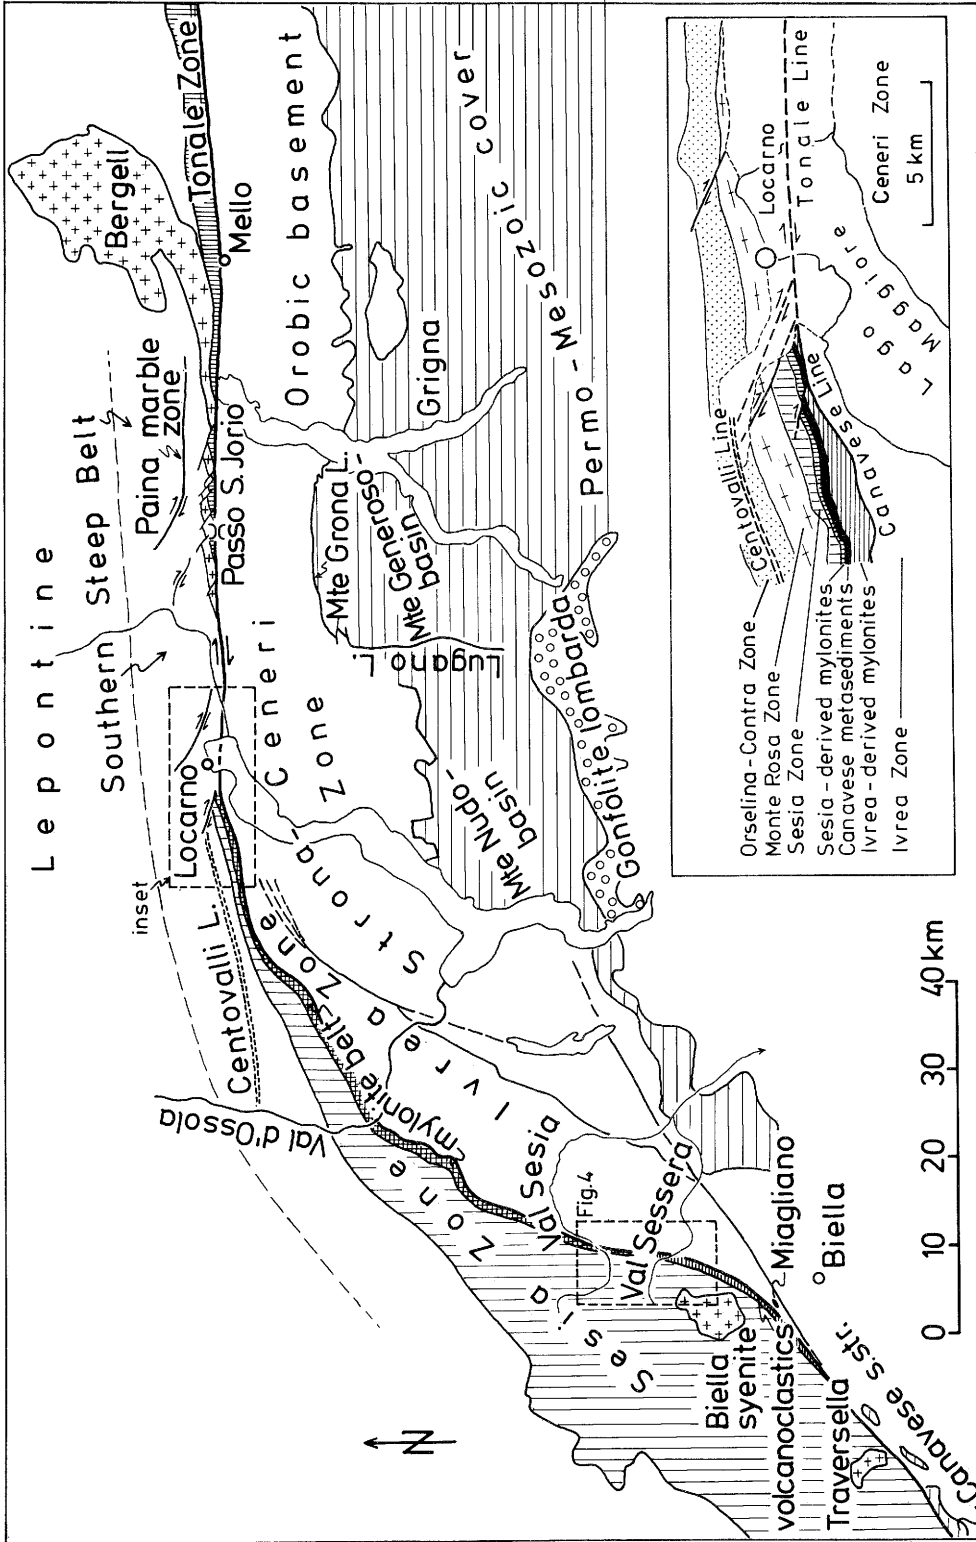 Lepontine
Southern Steep Belt
inset
Locarno
Centovalli L.
Val d'Ossola
Paina marble
zone
Bergell
Tonale Zone
Mello
Passo S. Jorio
Orobic basement
Ceneri
Zone
Strona-
Ivrea Zone
mylonite belt
Sesia Zone
Val Sesia
Fig.4
Val Sessera
Biella
syenite
volcanoclastics
Traversella
Miagliano
Biella
Canavese s.str.
N
Mte Grona L.
Mte Generoso
basin
Lugano L.
Grigna
Permo-Mesozoic cover
Mte Nudo-
basin
Gonfolite lombarda
0 10 20 30 40km
Centovalli Line
Orselina-Contra Zone
Monte Rosa Zone
Sesia Zone
Sesia-derived mylonites
Canavese metasediments
Ivrea-derived mylonites
Ivrea Zone
Canavese Line
Locarno
Tonale Line
Lago
Maggiore
Ceneri Zone
5 km